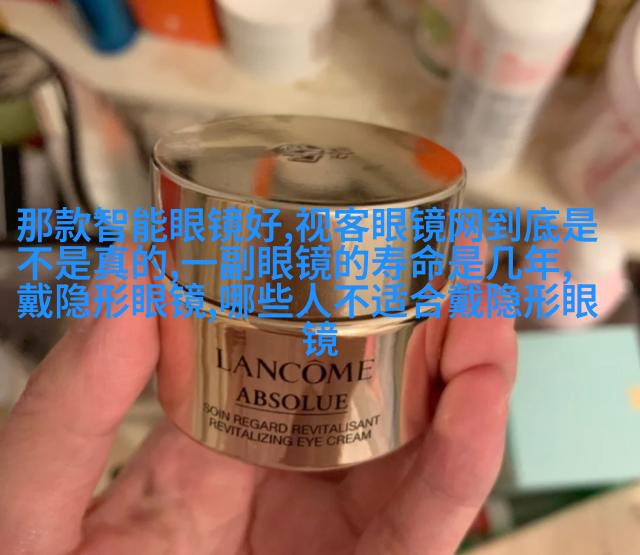 那款智能眼镜好,视客眼镜网到底是
不是真的,一副眼镜的寿命是几年,
戴隐形眼镜,哪些人不适合戴隐形眼
镜
LANCÔME
ABSOLUE
SOIN REGARD REVITALISANT
REVITALIZING EYE CREAM